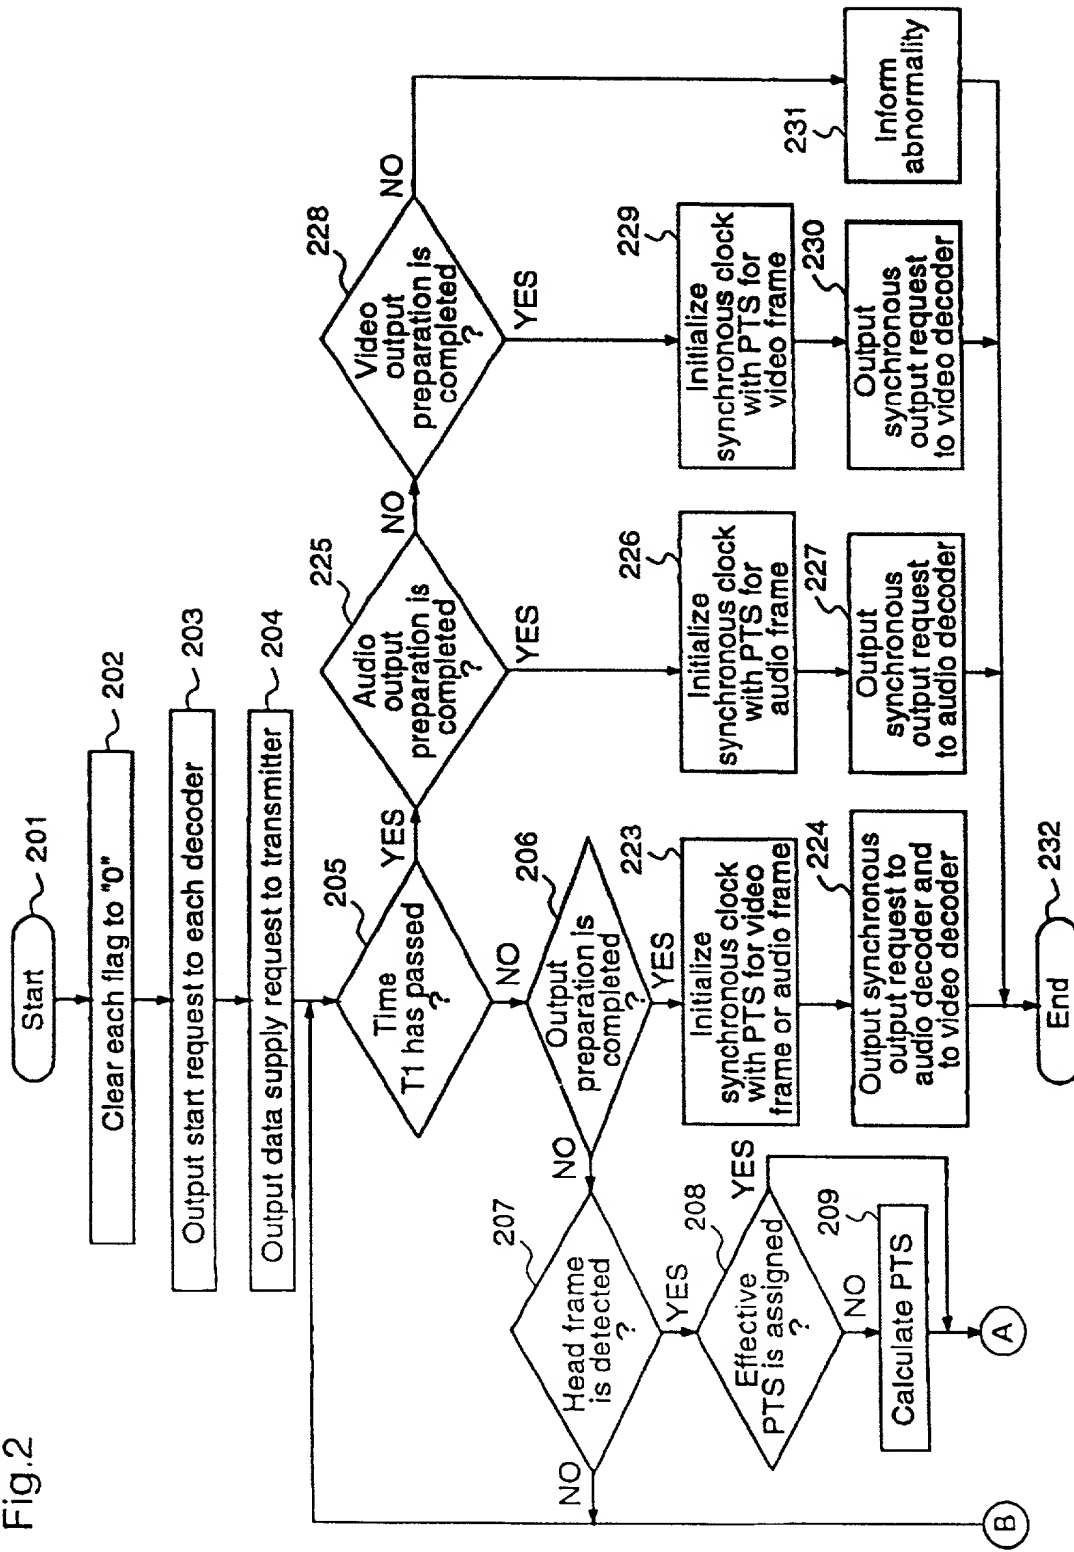 Fig.2
Start
201
Clear each flag to "0"
202
Output start request to each decoder
203
Output data supply request to transmitter
204
Time
T1 has passed
?
205
YES
NO
Audio
output
preparation is
completed
?
225
NO
YES
Video
output
preparation is
completed
?
228
NO
YES
Output
preparation is
completed
?
206
NO
YES
Head frame
is detected
?
207
NO
YES
Effective
PTS is assigned
?
208
YES
NO
Calculate PTS
209
Initialize
synchronous clock
with PTS for video
frame or audio frame
223
Output synchronous
output request to
audio decoder and
to video decoder
224
Initialize
synchronous clock
with PTS for
audio frame
226
Output
synchronous
output request
to audio decoder
227
Initialize
synchronous clock
with PTS for
video frame
229
Output
synchronous
output request
to video decoder
230
Inform
abnormality
231
B
A
End
232